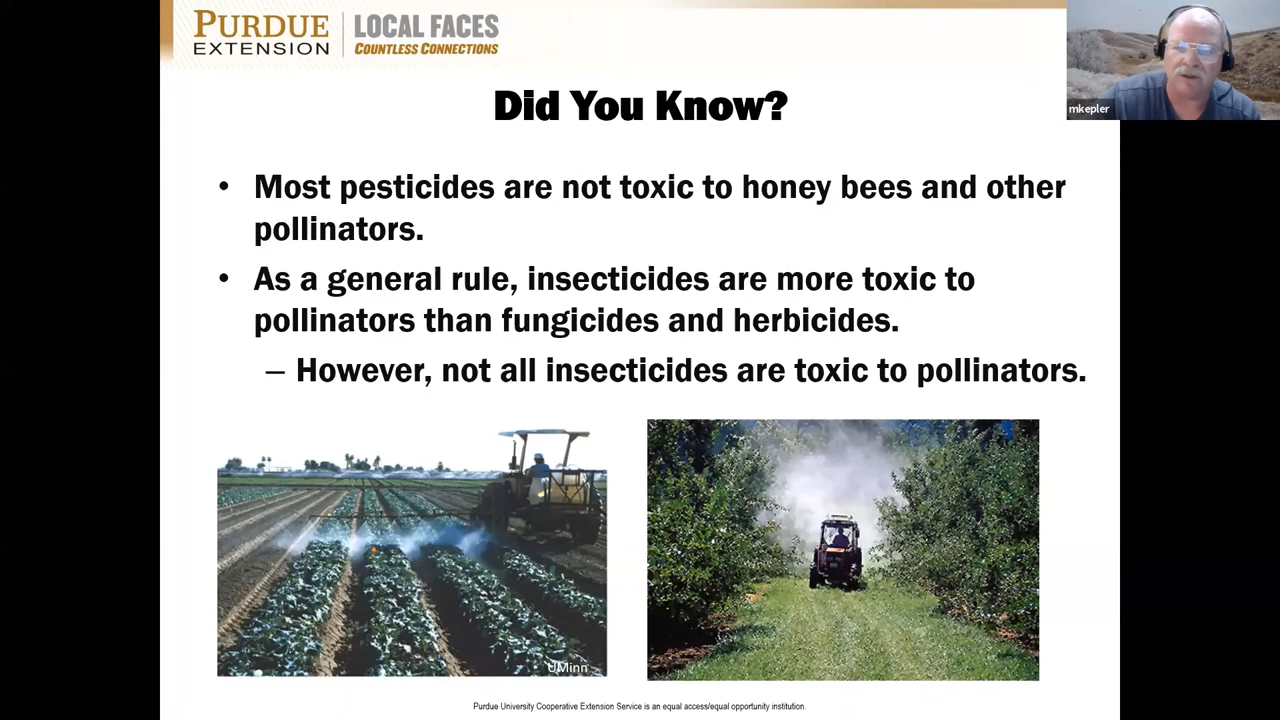 PURDUE
EXTENSION
LOCAL FACES
COUNTLESS CONNECTIONS
mkepler
Did You Know?
• Most pesticides are not toxic to honey bees and other
pollinators.
• As a general rule, insecticides are more toxic to
pollinators than fungicides and herbicides.
– However, not all insecticides are toxic to pollinators.
UMinn
Purdue University Cooperative Extension Service is an equal access/equal opportunity institution.